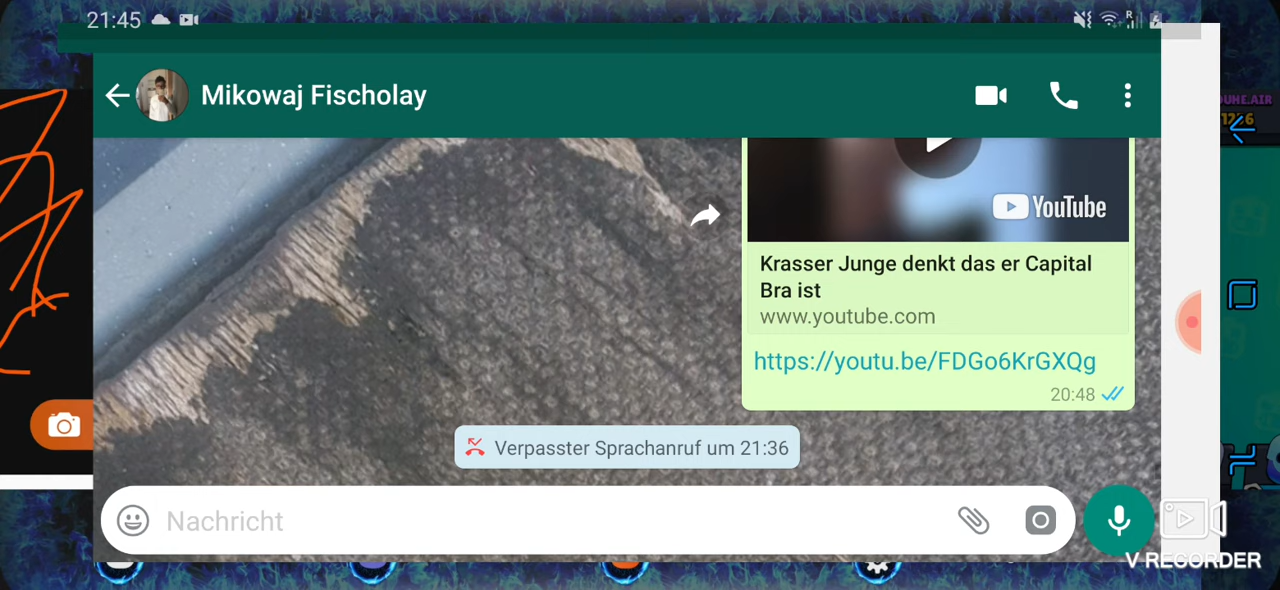 21:45
R
Mikowaj Fischolay
YouTube
Krasser Junge denkt das er Capital
Bra ist
www.youtube.com
https://youtu.be/FDGo6KrGXQg
20:48
Verpasster Sprachanruf um 21:36
Nachricht
V RECORDER